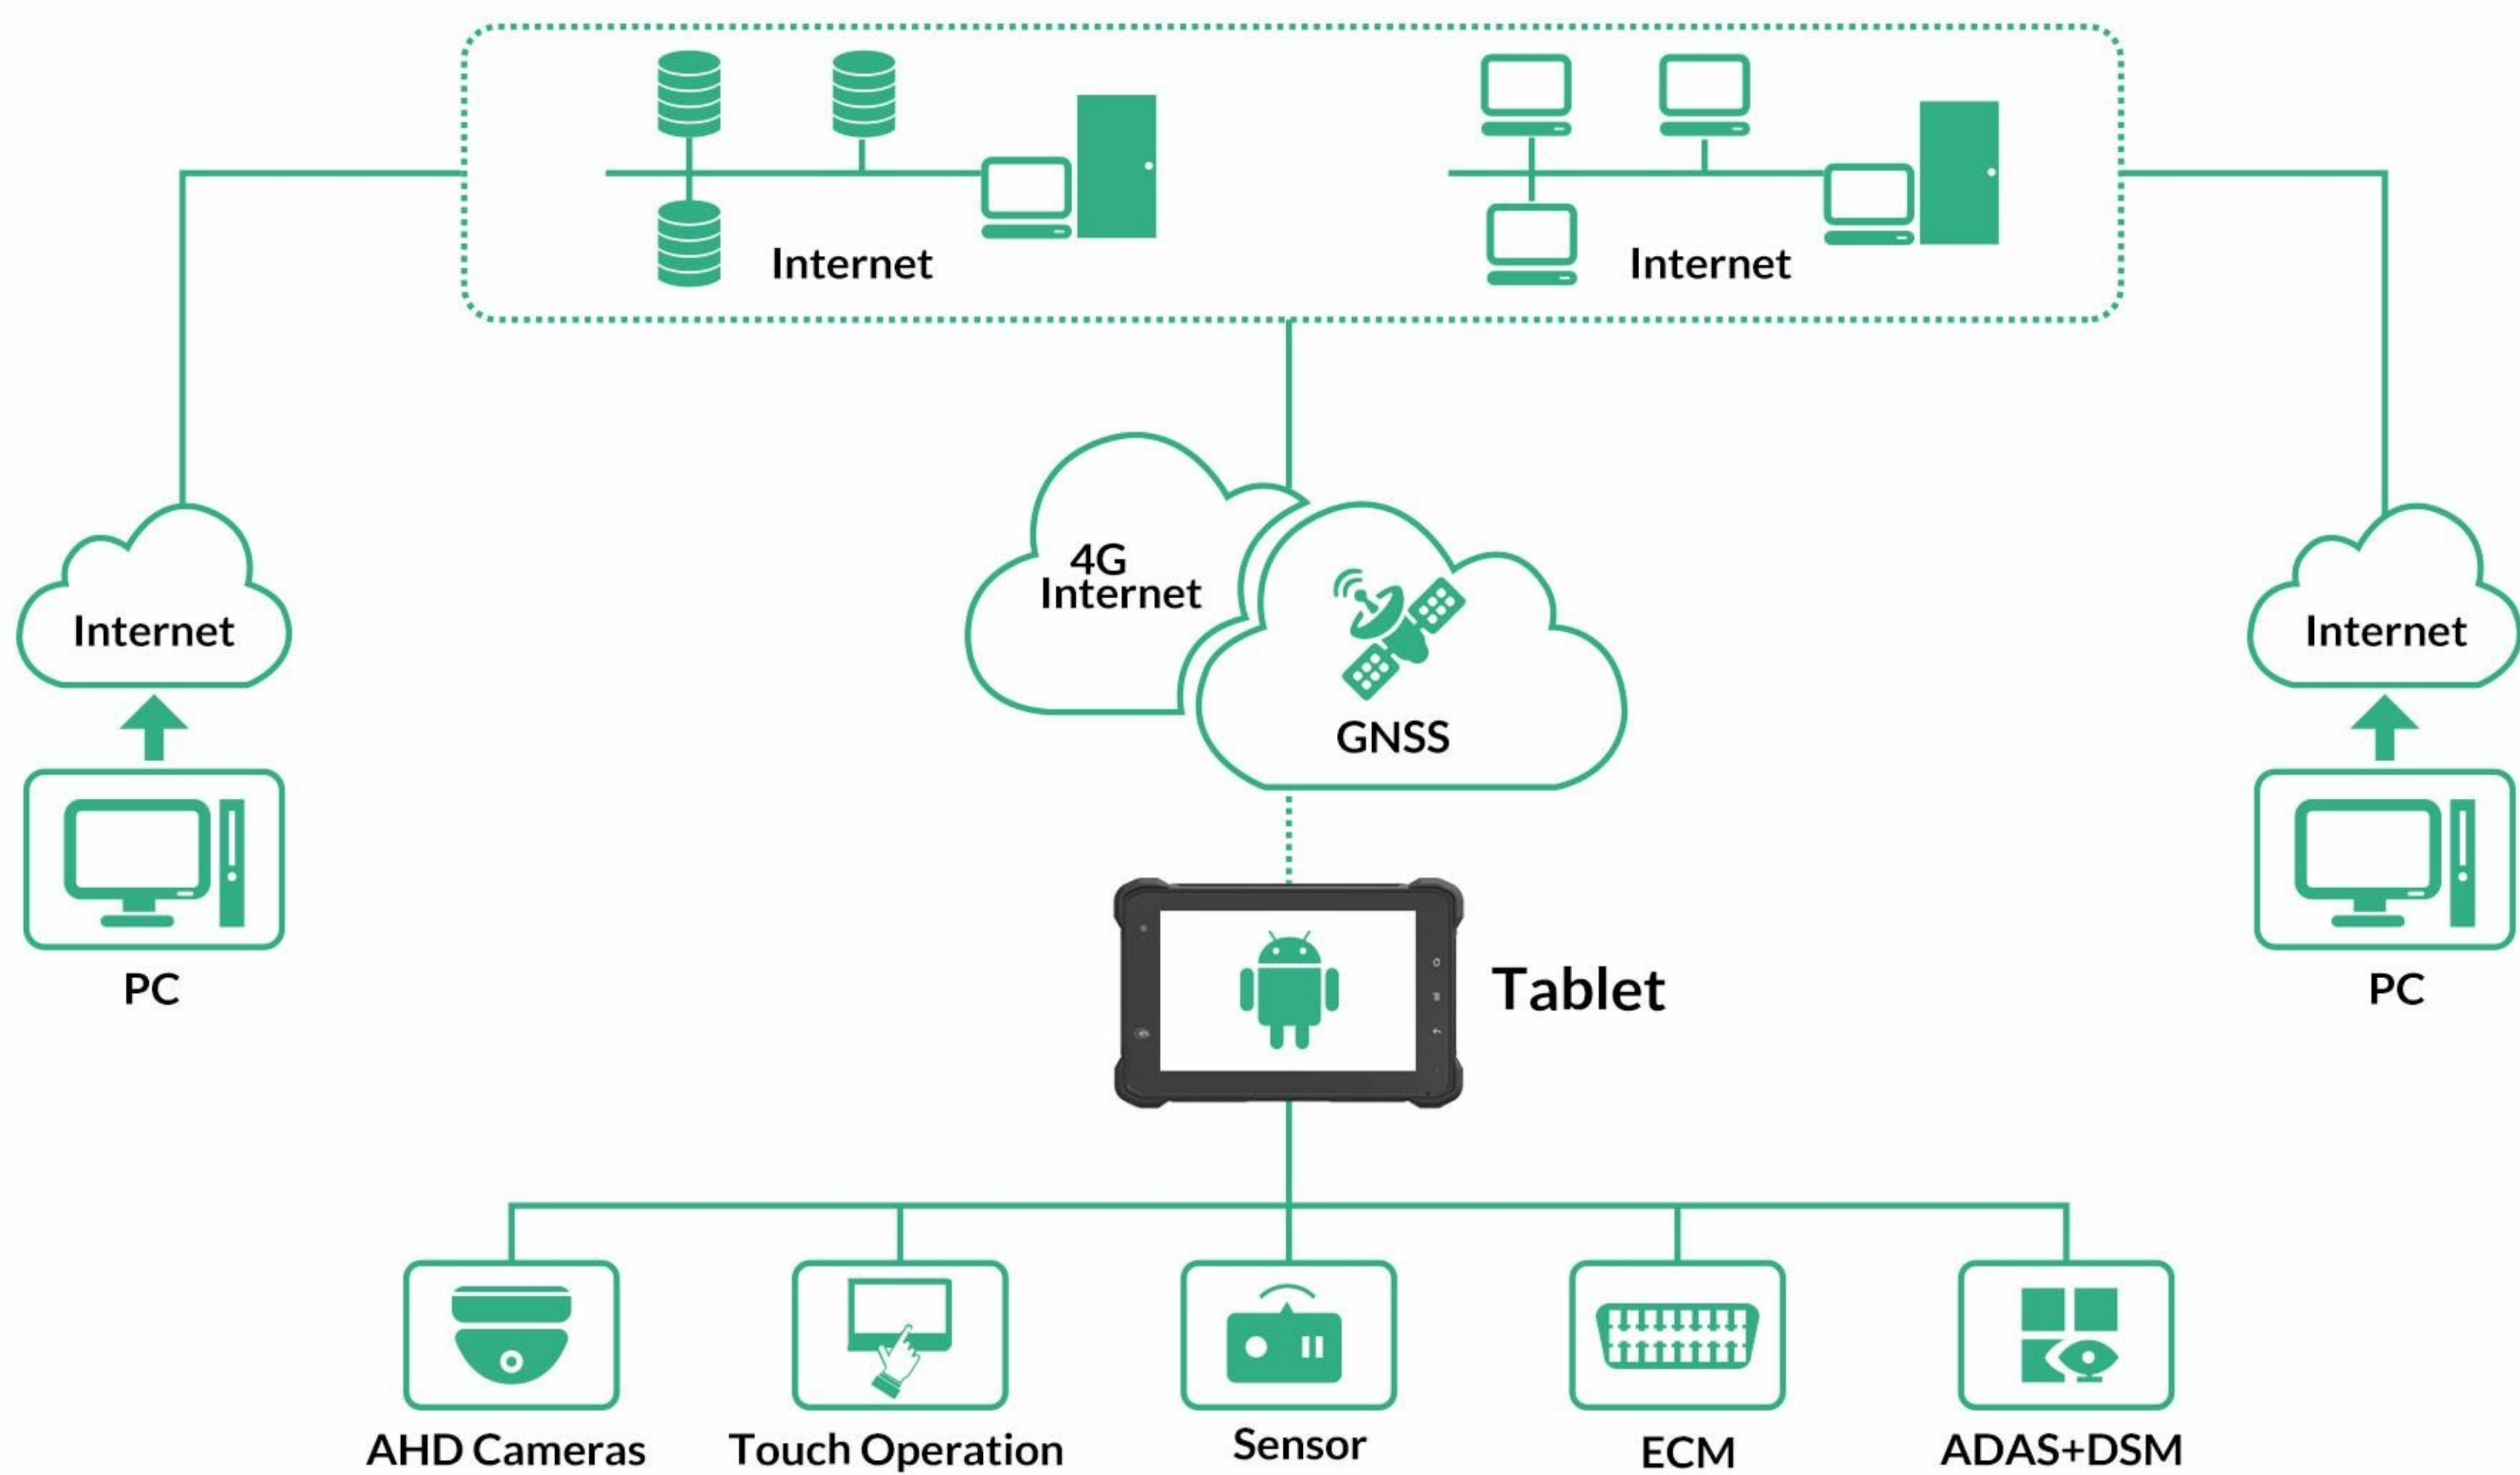 Internet
Internet
4G
Internet
Internet
Internet
GNSS
PC
Tablet
PC
AHD Cameras
Touch Operation
Sensor
ECM
ADAS+DSM